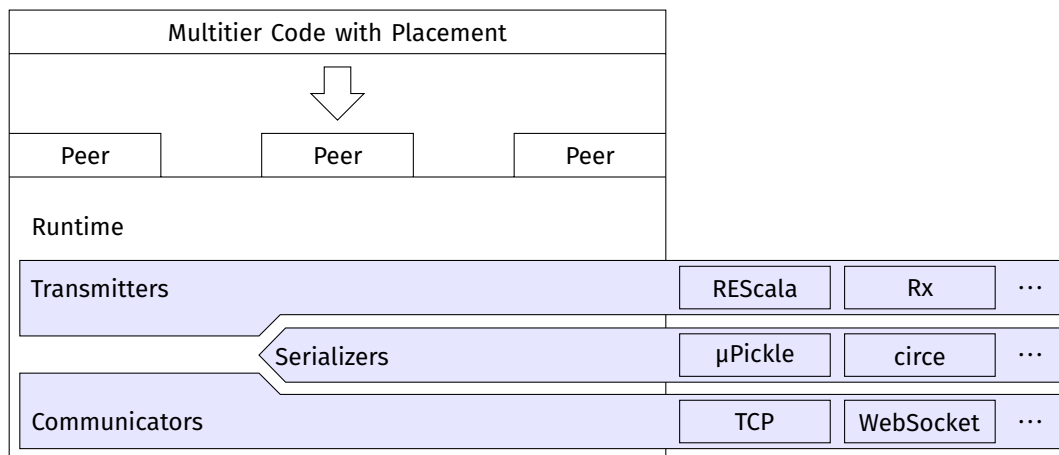 Multitier Code with Placement
Peer Peer Peer
Runtime
Transmitters REScala Rx ···
Serializers µPickle circe ···
Communicators TCP WebSocket ···